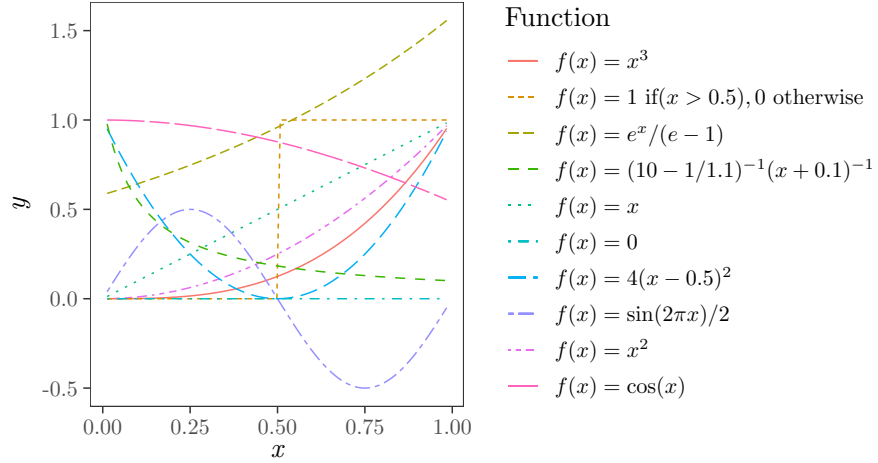 Function
f(x) = x³
f(x) = 1 if(x > 0.5), 0 otherwise
f(x) = eˣ/(e − 1)
f(x) = (10 − 1/1.1)⁻¹(x + 0.1)⁻¹
f(x) = x
f(x) = 0
f(x) = 4(x − 0.5)²
f(x) = sin(2πx)/2
f(x) = x²
f(x) = cos(x)
1.5
1.0
0.5
0.0
-0.5
y
0.00 0.25 0.50 0.75 1.00
x